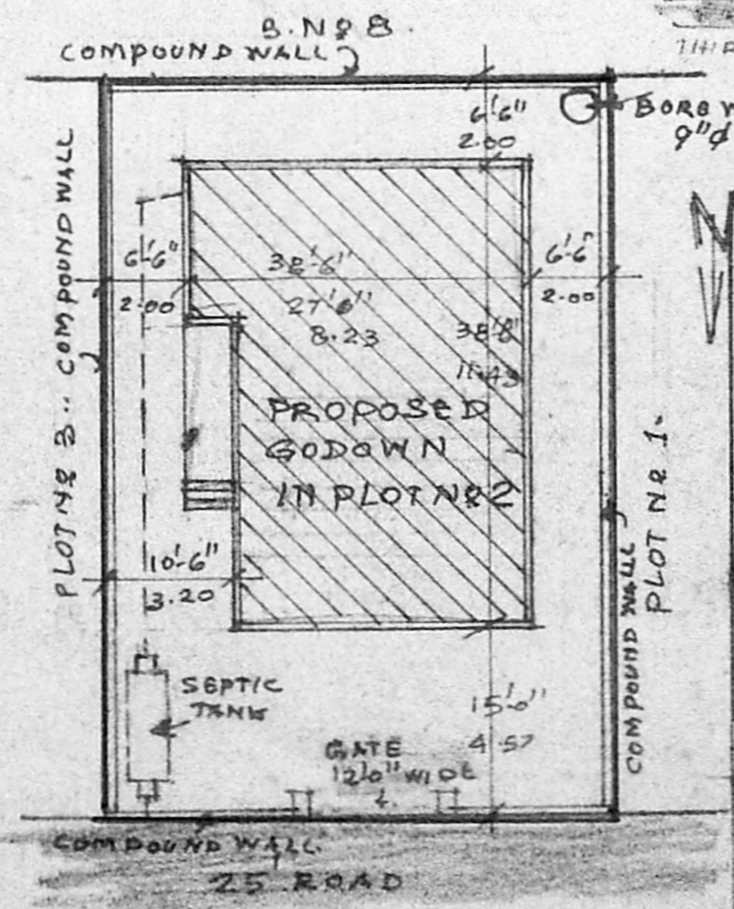 S. Nº 8.
COMPOUND WALL
6'-6"
2.00
BORE
9"φ
PLOT Nº 3.. COMPOUND WALL
6'-6"
2.00
38'-6"
27'6"
8.23
38'6"
11.43
6'-6"
2.00
PROPOSED
GODOWN
IN PLOT Nº 2
PLOT Nº 1.
COMPOUND WALL
10'-6"
3.20
SEPTIC
TANK
15'-0"
4.57
GATE
12'0" WIDE
COMPOUND WALL.
25' ROAD
N